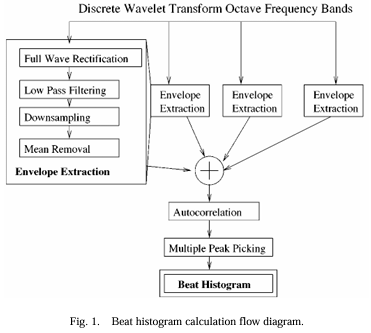 Discrete Wavelet Transform Octave Frequency Bands
Full Wave Rectification
Low Pass Filtering
Downsampling
Mean Removal
Envelope Extraction
Envelope
Extraction
Envelope
Extraction
Envelope
Extraction
Autocorrelation
Multiple Peak Picking
Beat Histogram
Fig. 1. Beat histogram calculation flow diagram.